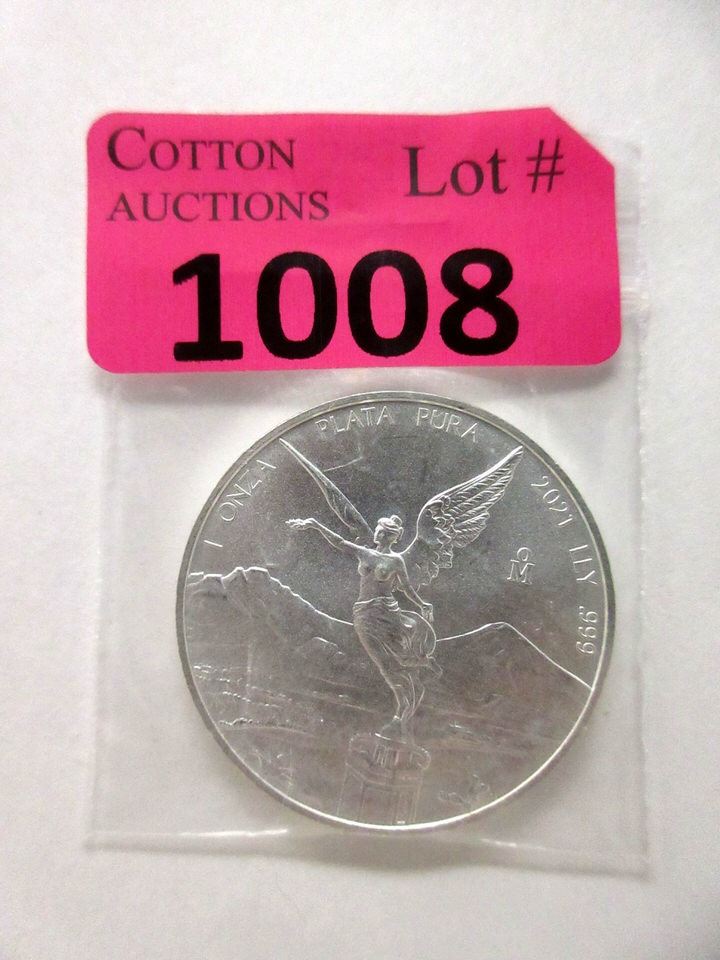 COTTON
AUCTIONS
Lot #
1008
1 ONZA PLATA PURA 2021 LEY .999
M̊